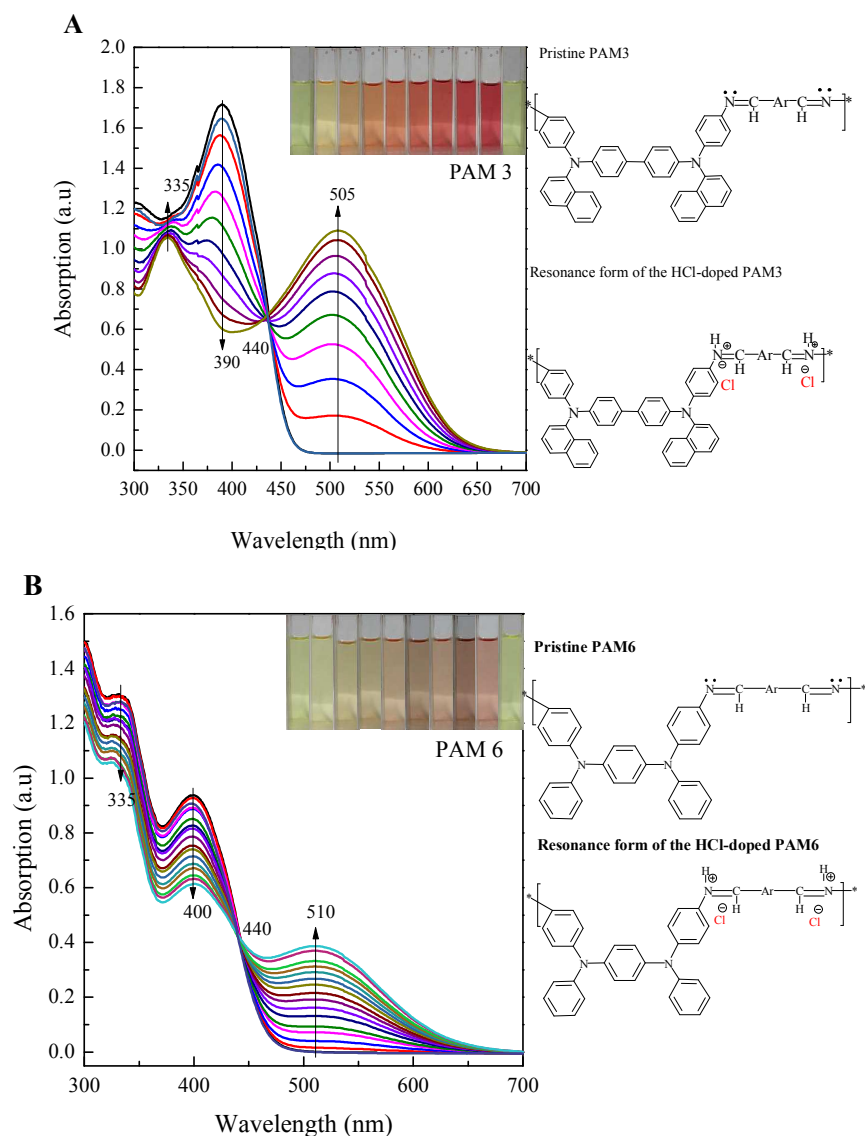 A
2.0
1.8
1.6
1.4
1.2
1.0
0.8
0.6
0.4
0.2
0.0
Absorption (a.u)
335
390
440
505
PAM 3
300 350 400 450 500 550 600 650 700
Wavelength (nm)
Pristine PAM3
* N C H Ar C H N *
N N
Resonance form of the HCl-doped PAM3
H H
* N ⊕ C H Ar C H N ⊕ *
⊖ ⊖
Cl Cl
N N
B
1.6
1.4
1.2
1.0
0.8
0.6
0.4
0.2
0.0
Absorption (a.u)
335
400
440
510
PAM 6
300 400 500 600 700
Wavelength (nm)
Pristine PAM6
* N C H Ar C H N *
N N
Resonance form of the HCl-doped PAM6
H H
* N ⊕ C H Ar C H N ⊕ *
⊖ ⊖
Cl Cl
N N